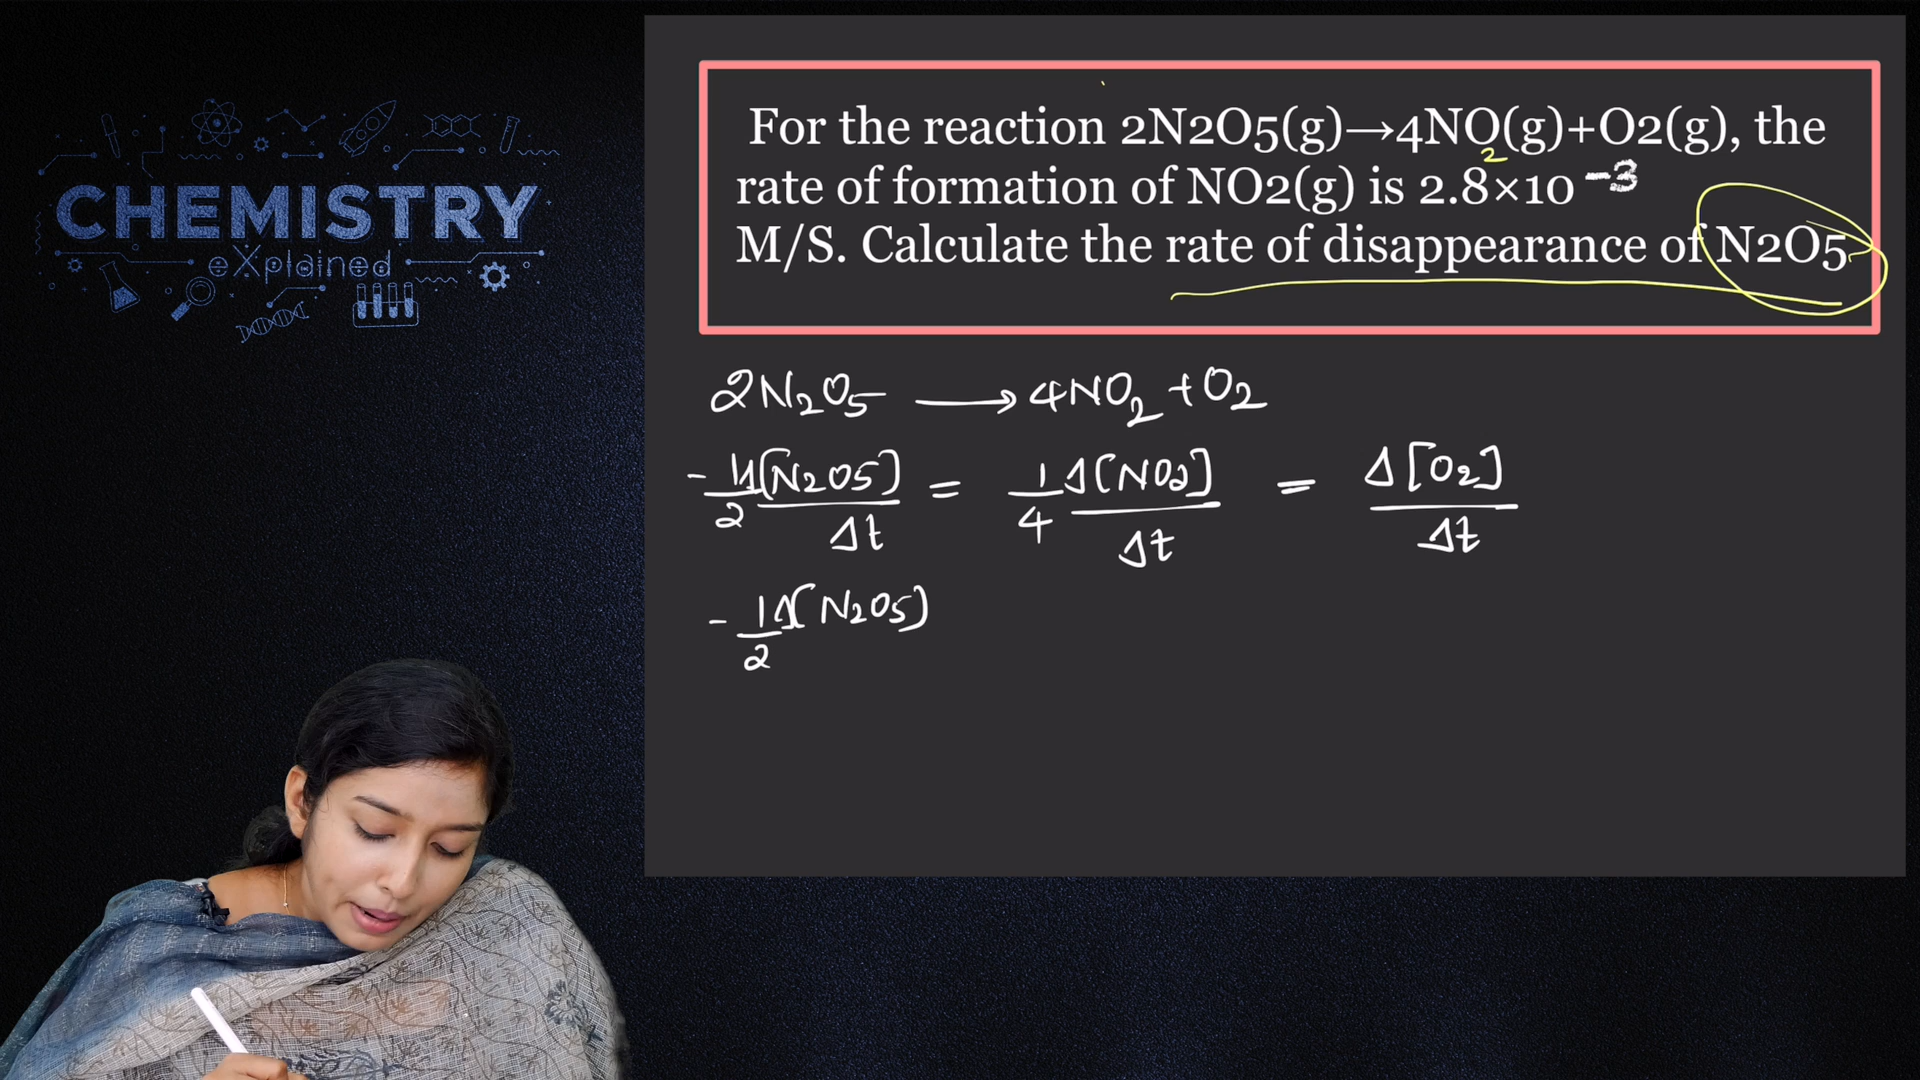 CHEMISTRY
eXplained
For the reaction 2N2O5(g)→4NO2(g)+O2(g), the
rate of formation of NO2(g) is 2.8×10 -3
M/S. Calculate the rate of disappearance of N2O5
2N₂O₅ ⟶ 4NO₂ + O₂
- 1/2 Δ[N₂O5]/Δt = 1/4 Δ[NO2]/Δt = Δ[O₂]/Δt
- 1/2 Δ[N₂O5]